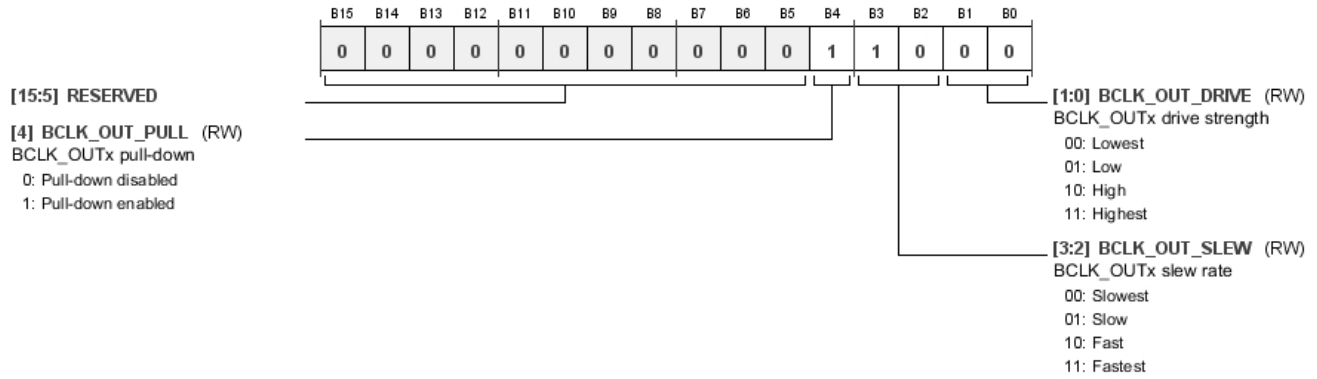 B15 B14 B13 B12 B11 B10 B9 B8 B7 B6 B5 B4 B3 B2 B1 B0
0 0 0 0 0 0 0 0 0 0 0 1 1 0 0 0
[15:5] RESERVED
[4] BCLK_OUT_PULL (RW)
BCLK_OUTx pull-down
0: Pull-down disabled
1: Pull-down enabled
[1:0] BCLK_OUT_DRIVE (RW)
BCLK_OUTx drive strength
00: Lowest
01: Low
10: High
11: Highest
[3:2] BCLK_OUT_SLEW (RW)
BCLK_OUTx slew rate
00: Slowest
01: Slow
10: Fast
11: Fastest